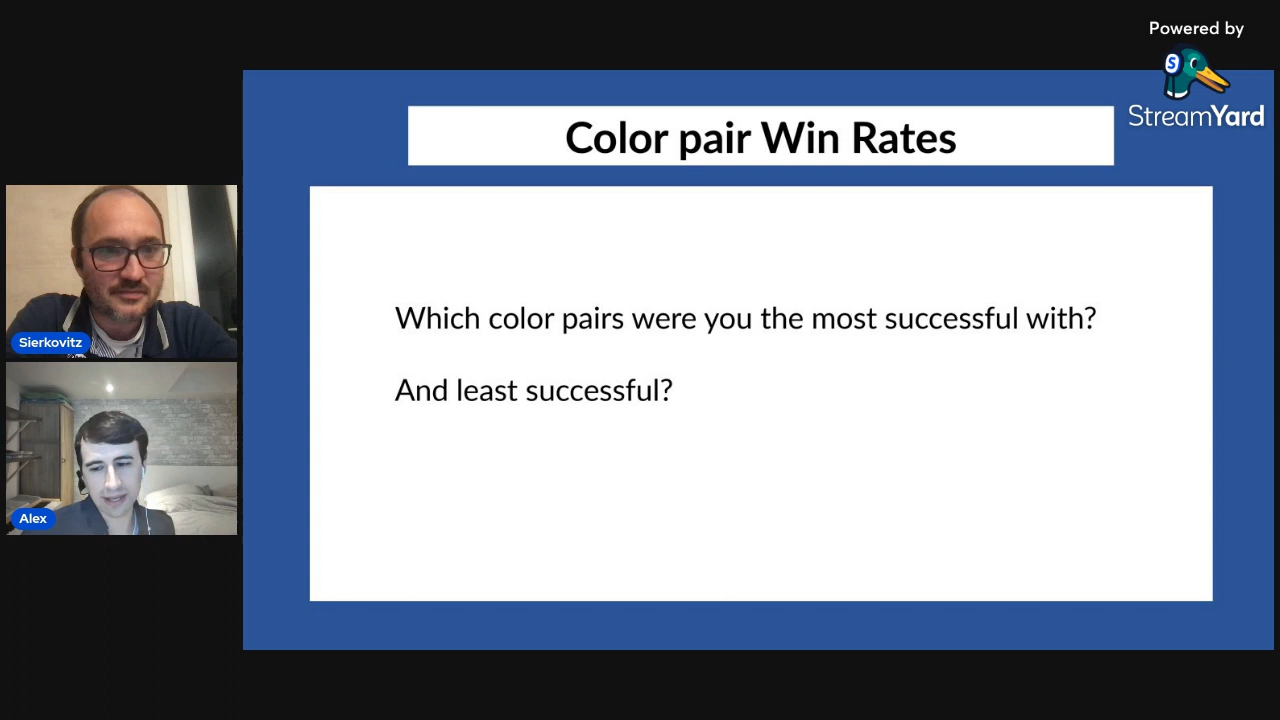 Powered by
S
StreamYard
Color pair Win Rates
Which color pairs were you the most successful with?
And least successful?
Sierkovitz
Alex